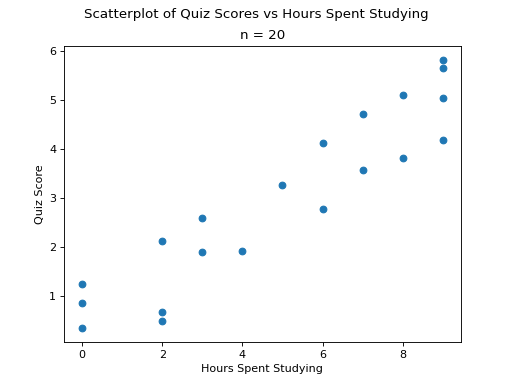 Scatterplot of Quiz Scores vs Hours Spent Studying
n = 20
6
5
4
3
2
1
Quiz Score
0 2 4 6 8
Hours Spent Studying